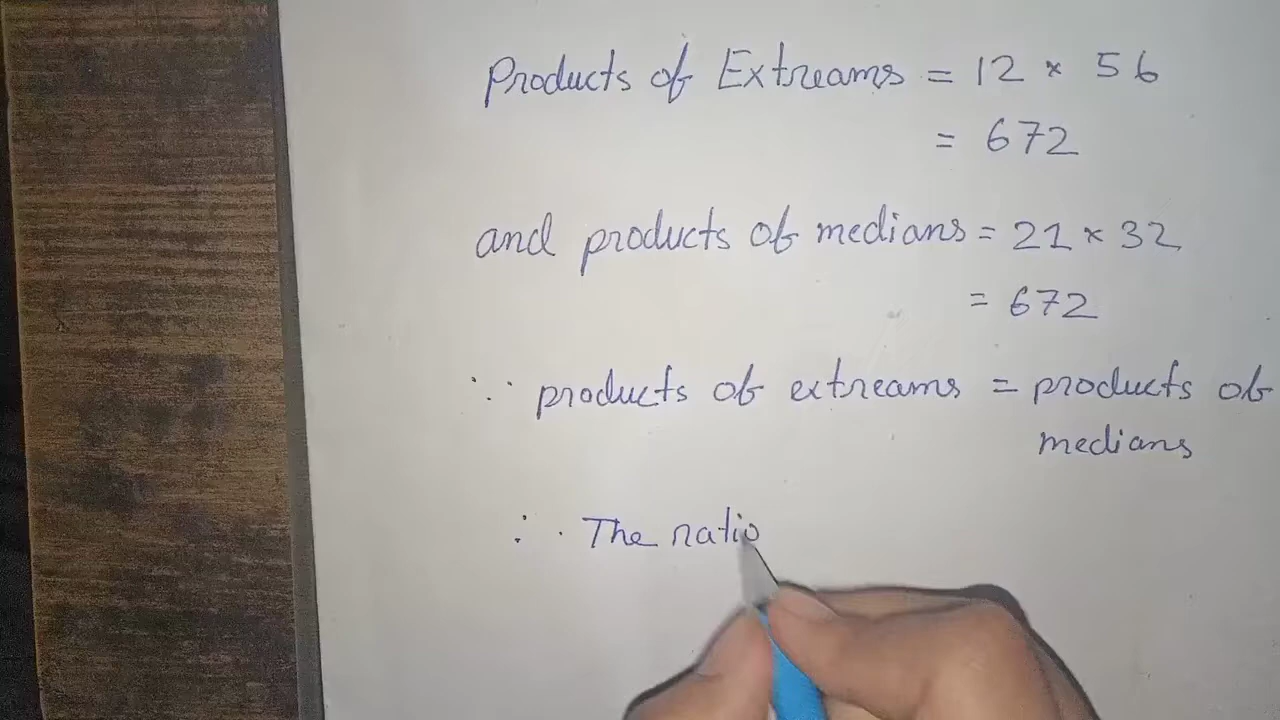 Products of Extreams = 12 × 56
= 672
and products of medians = 21 × 32
= 672
∵ products of extreams = products of
medians
∴ The ratio